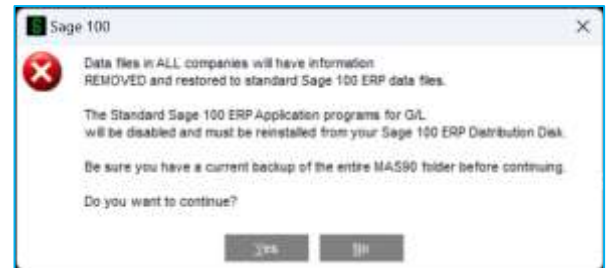 Sage 100
Data files in ALL companies will have information
REMOVED and restored to standard Sage 100 ERP data files.
The Standard Sage 100 ERP Application programs for G/L
will be disabled and must be reinstalled from your Sage 100 ERP Distribution Disk.
Be sure you have a current backup of the entire MAS90 folder before continuing.
Do you want to continue?
Yes No